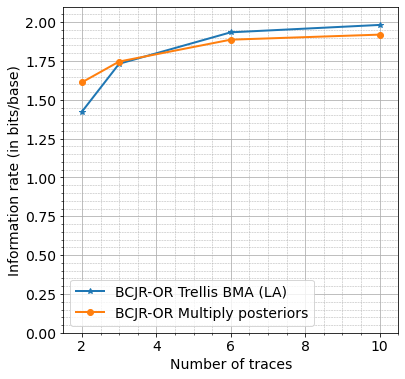 2.00
1.75
1.50
1.25
1.00
0.75
0.50
0.25
0.00
Information rate (in bits/base)
BCJR-OR Trellis BMA (LA)
BCJR-OR Multiply posteriors
2 4 6 8 10
Number of traces